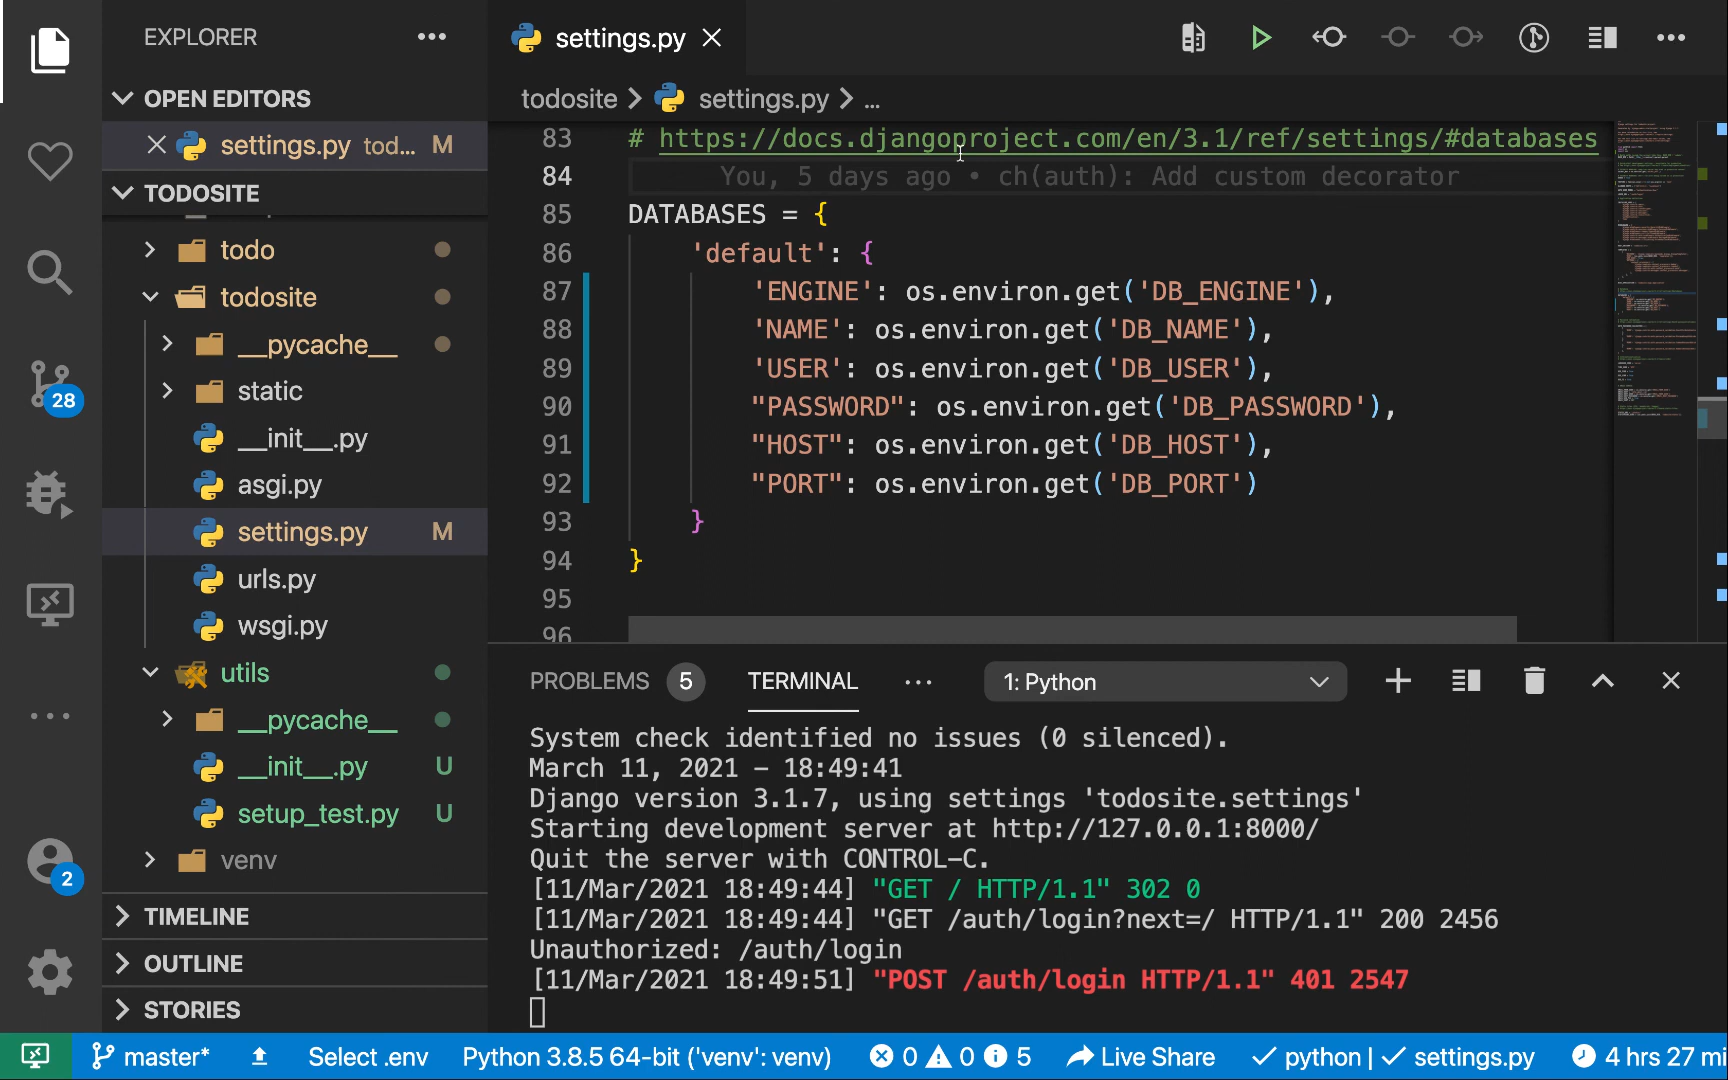 EXPLORER
OPEN EDITORS
settings.py tod... M
TODOSITE
todo
todosite
__pycache__
static
__init__.py
asgi.py
settings.py M
urls.py
wsgi.py
utils
__pycache__
__init__.py U
setup_test.py U
venv
TIMELINE
OUTLINE
STORIES
28
2
settings.py
todosite > settings.py > ...
83 # https://docs.djangoproject.com/en/3.1/ref/settings/#databases
84 You, 5 days ago • ch(auth): Add custom decorator
85 DATABASES = {
86 'default': {
87 'ENGINE': os.environ.get('DB_ENGINE'),
88 'NAME': os.environ.get('DB_NAME'),
89 'USER': os.environ.get('DB_USER'),
90 "PASSWORD": os.environ.get('DB_PASSWORD'),
91 "HOST": os.environ.get('DB_HOST'),
92 "PORT": os.environ.get('DB_PORT')
93 }
94 }
95
96
PROBLEMS 5 TERMINAL ... 1: Python
System check identified no issues (0 silenced).
March 11, 2021 - 18:49:41
Django version 3.1.7, using settings 'todosite.settings'
Starting development server at http://127.0.0.1:8000/
Quit the server with CONTROL-C.
[11/Mar/2021 18:49:44] "GET / HTTP/1.1" 302 0
[11/Mar/2021 18:49:44] "GET /auth/login?next=/ HTTP/1.1" 200 2456
Unauthorized: /auth/login
[11/Mar/2021 18:49:51] "POST /auth/login HTTP/1.1" 401 2547
master* Select .env Python 3.8.5 64-bit ('venv': venv) 0 0 5 Live Share python | settings.py 4 hrs 27 mi